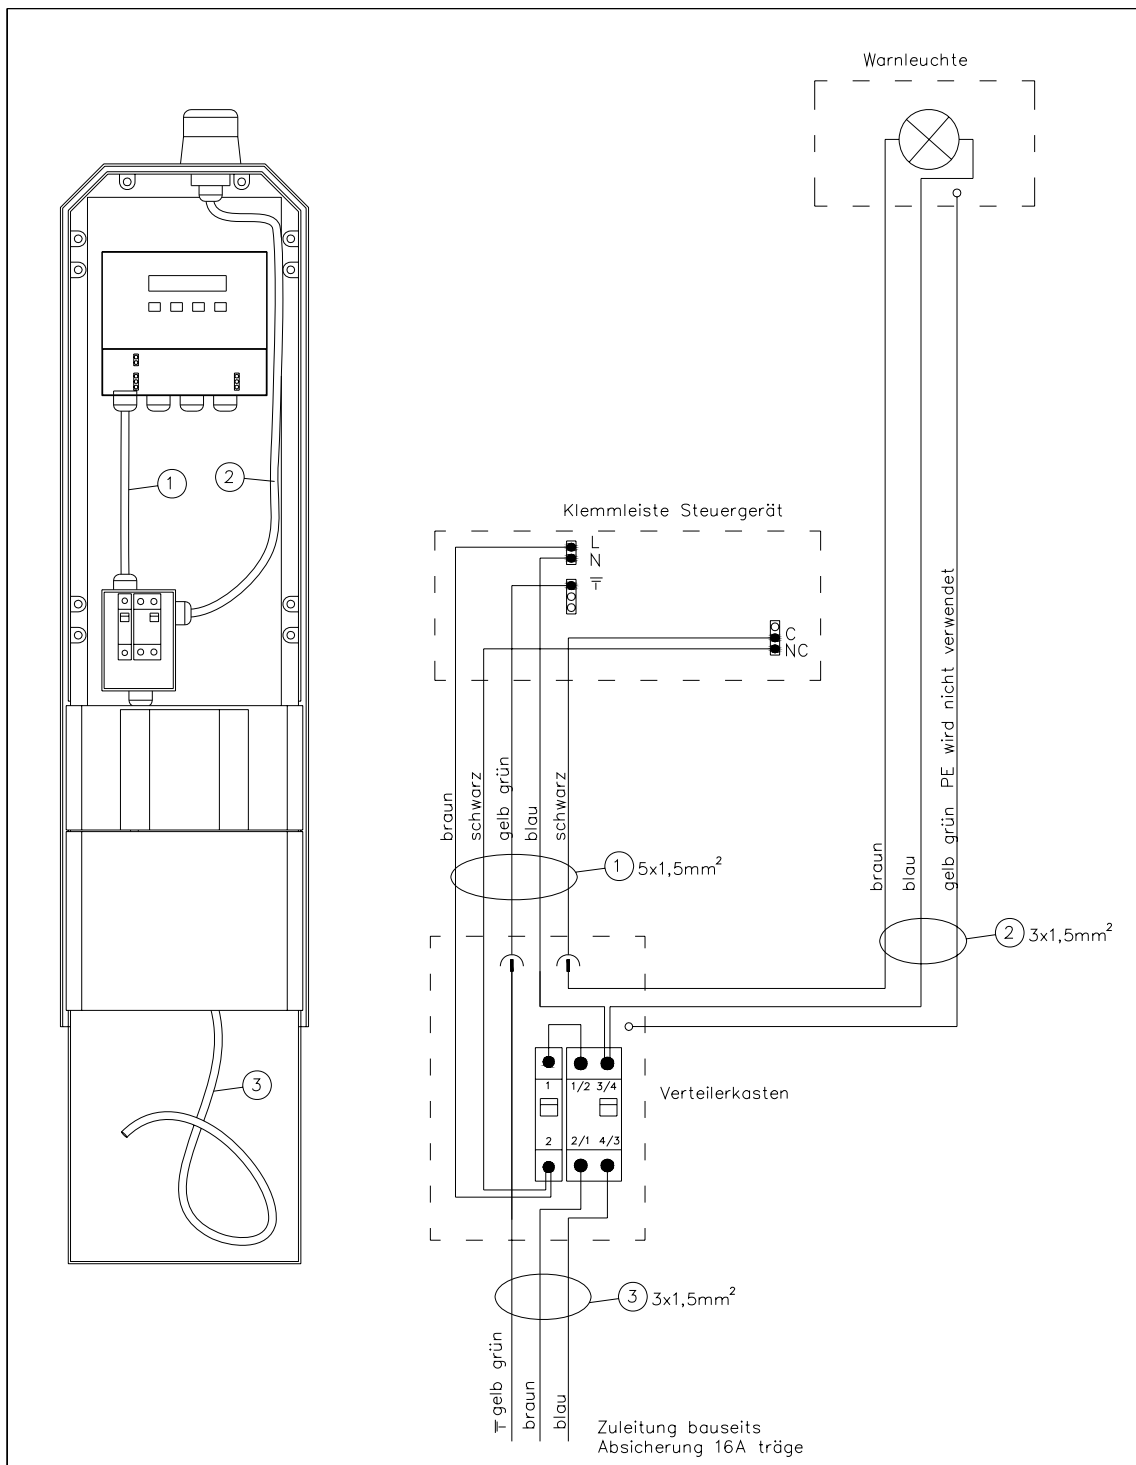 Warnleuchte
1
2
Klemmleiste Steuergerät
L
N
C
NC
braun
schwarz
gelb grün
blau
schwarz
braun
blau
gelb grün PE wird nicht verwendet
1 5x1,5mm²
2 3x1,5mm²
3
1 1/2 3/4
Verteilerkasten
2 2/1 4/3
3 3x1,5mm²
gelb grün
braun
blau
Zuleitung bauseits
Absicherung 16A träge